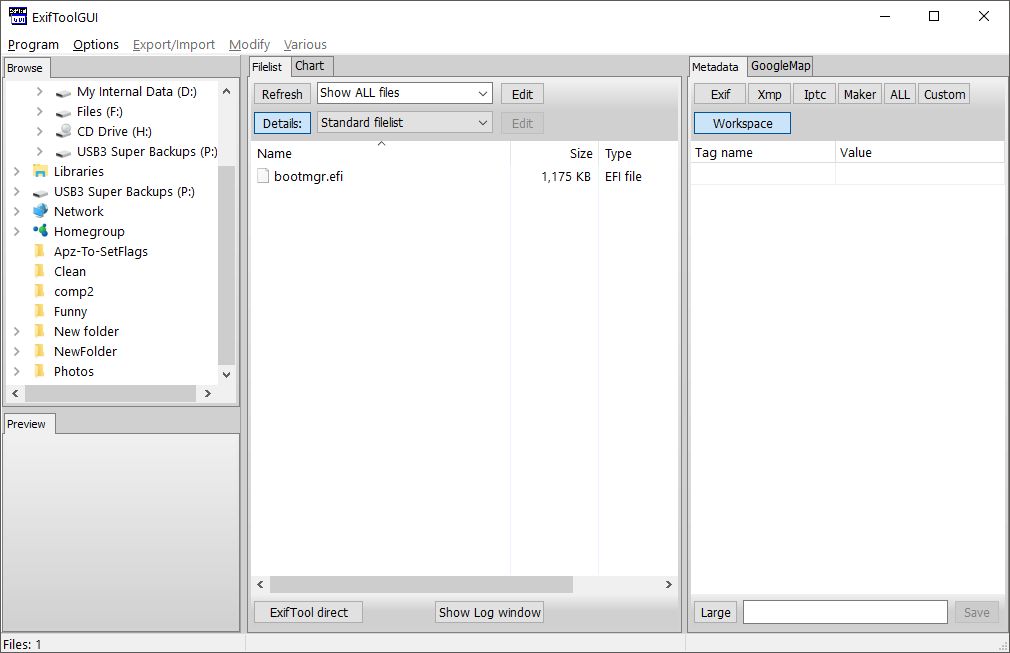 ExifToolGUI
Program Options Export/Import Modify Various
Browse
My Internal Data (D:)
Files (F:)
CD Drive (H:)
USB3 Super Backups (P:)
Libraries
USB3 Super Backups (P:)
Network
Homegroup
Apz-To-SetFlags
Clean
comp2
Funny
New folder
NewFolder
Photos
Preview
Files: 1
Filelist Chart
Refresh Show ALL files Edit
Details: Standard filelist Edit
Name Size Type
bootmgr.efi 1,175 KB EFI file
ExifTool direct Show Log window
Metadata GoogleMap
Exif Xmp Iptc Maker ALL Custom
Workspace
Tag name Value
Large Save